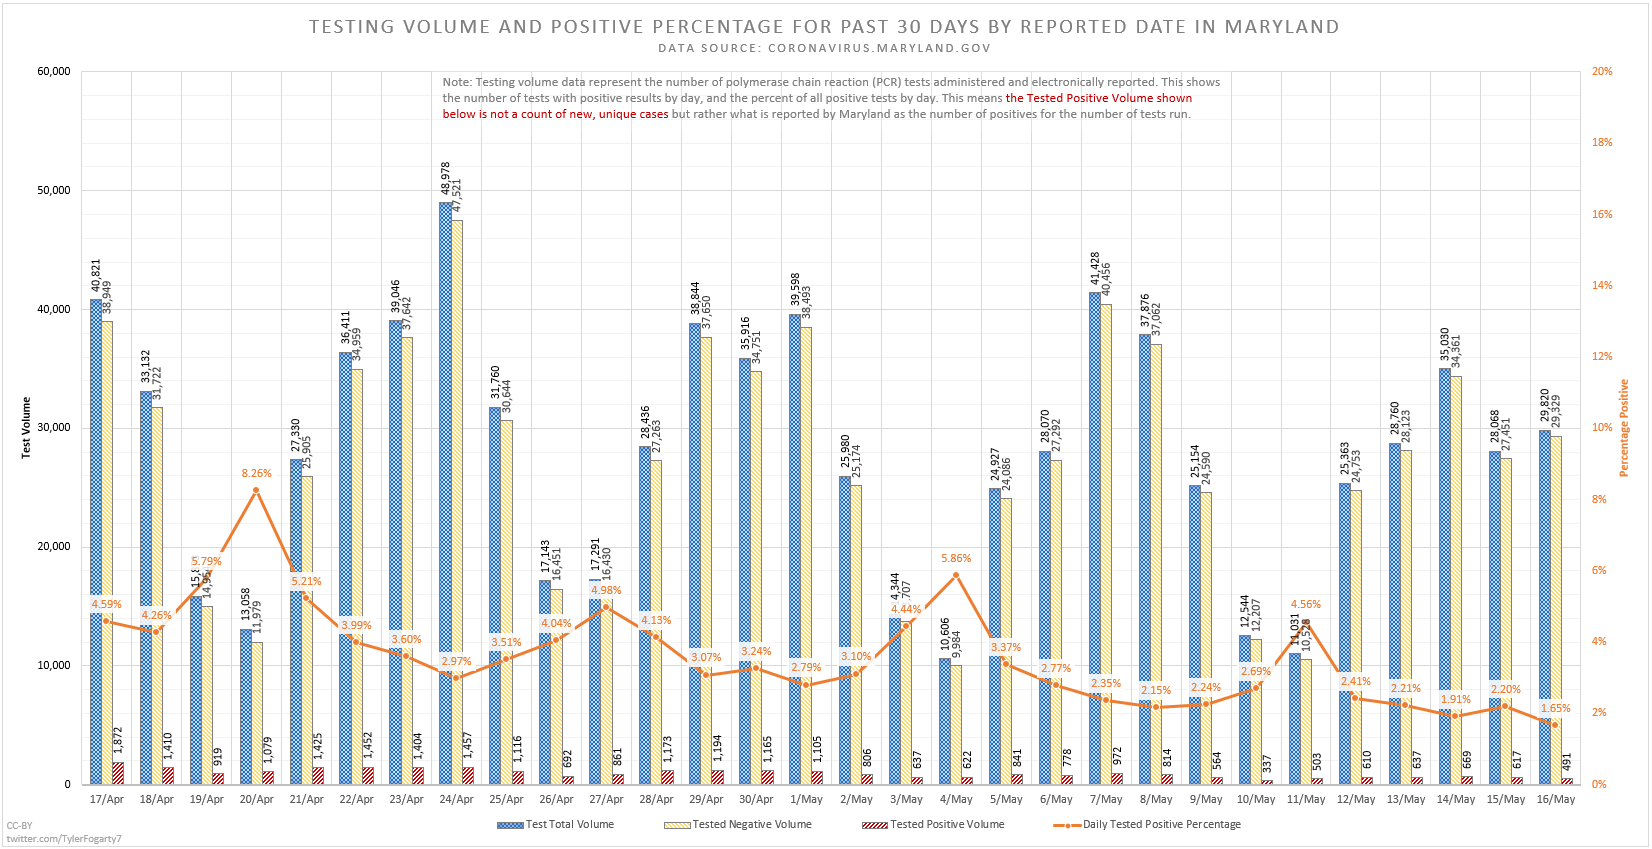 TESTING VOLUME AND POSITIVE PERCENTAGE FOR PAST 30 DAYS BY REPORTED DATE IN MARYLAND
DATA SOURCE: CORONAVIRUS.MARYLAND.GOV
Note: Testing volume data represent the number of polymerase chain reaction (PCR) tests administered and electronically reported. This shows
the number of tests with positive results by day, and the percent of all positive tests by day. This means the Tested Positive Volume shown
below is not a count of new, unique cases but rather what is reported by Maryland as the number of positives for the number of tests run.
Test Volume
60,000
50,000
40,000
30,000
20,000
10,000
0
Percentage Positive
20%
18%
16%
14%
12%
10%
8%
6%
4%
2%
0%
40,821 38,949 4.59% 1,872
33,132 31,722 4.26% 1,410
5.79% 919
13,058 11,979 8.26% 1,079
27,330 25,905 5.21% 1,425
36,411 34,959 3.99% 1,452
39,046 37,642 3.60% 1,404
48,978 47,521 2.97% 1,457
31,760 30,644 3.51% 1,116
17,143 16,451 4.04% 692
17,291 16,430 4.98% 861
28,436 27,263 4.13% 1,173
38,844 37,650 3.07% 1,194
35,916 34,751 3.24% 1,165
39,598 38,493 2.79% 1,105
25,980 25,174 3.10% 806
4.44% 637
10,606 9,984 5.86% 622
24,927 24,086 3.37% 841
28,070 27,292 2.77% 778
41,428 40,456 2.35% 972
37,876 37,062 2.15% 814
25,154 24,590 2.24% 564
12,544 12,207 2.69% 337
11,031 10,528 4.56% 503
25,363 24,753 2.41% 610
28,760 28,123 2.21% 637
35,030 34,361 1.91% 669
28,068 27,451 2.20% 617
29,820 29,329 1.65% 491
17/Apr 18/Apr 19/Apr 20/Apr 21/Apr 22/Apr 23/Apr 24/Apr 25/Apr 26/Apr 27/Apr 28/Apr 29/Apr 30/Apr 1/May 2/May 3/May 4/May 5/May 6/May 7/May 8/May 9/May 10/May 11/May 12/May 13/May 14/May 15/May 16/May
Test Total Volume Tested Negative Volume Tested Positive Volume Daily Tested Positive Percentage
CC-BY
twitter.com/TylerFogarty7